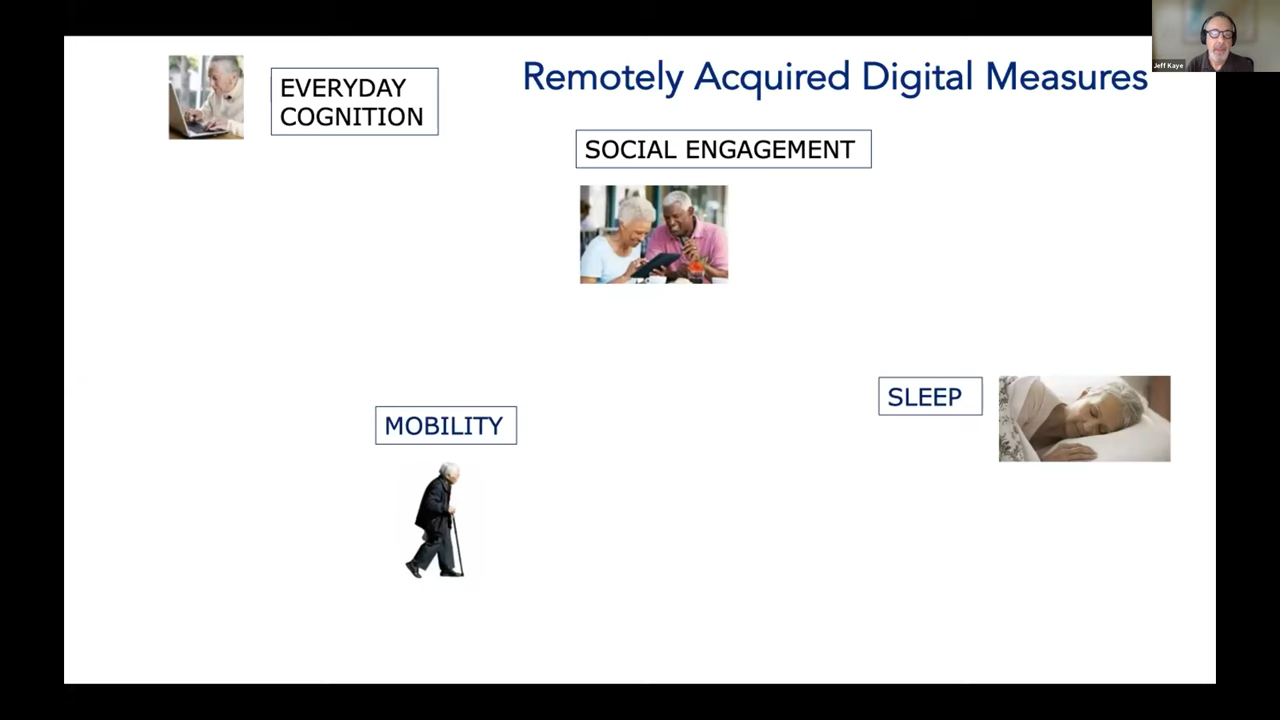 Remotely Acquired Digital Measures
EVERYDAY
COGNITION
SOCIAL ENGAGEMENT
SLEEP
MOBILITY
Jeff Kaye